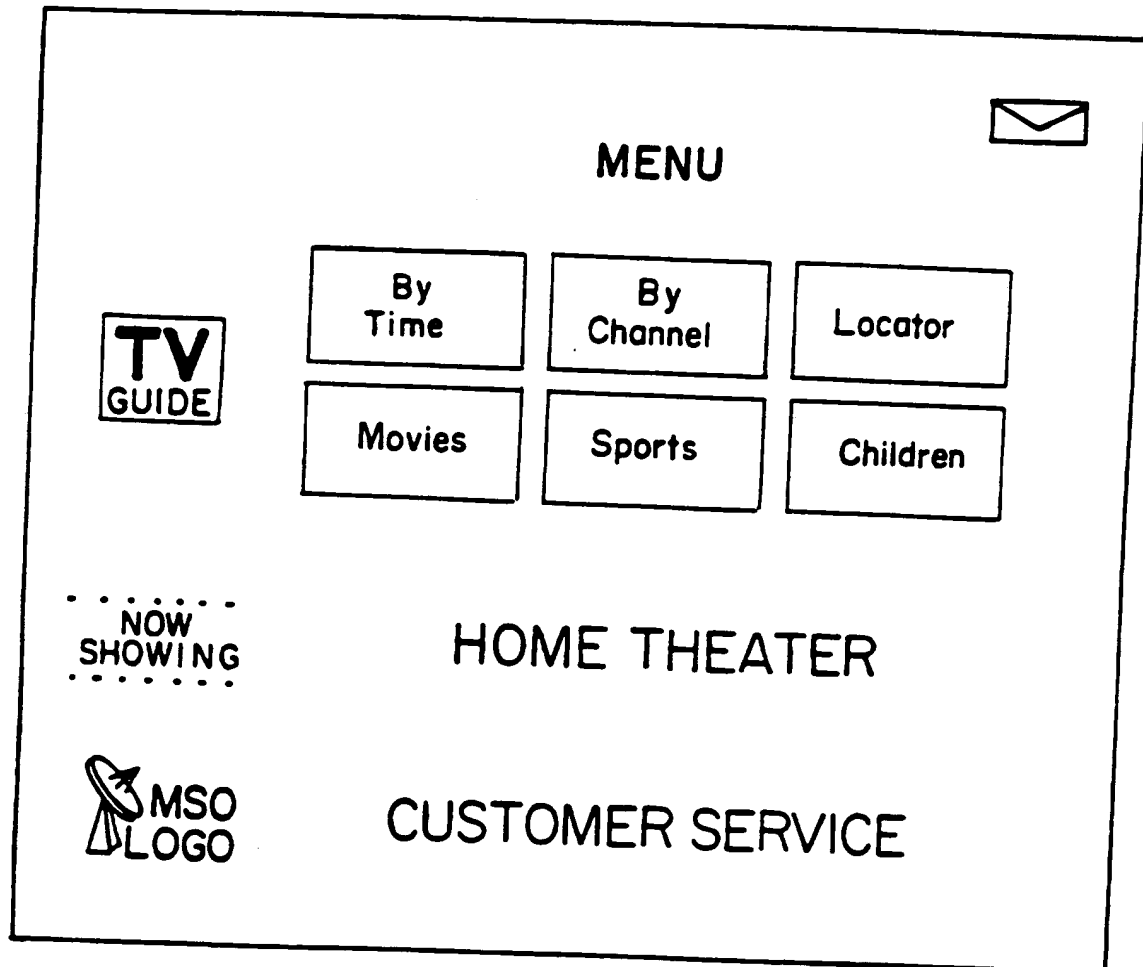 MENU
By
Time
By
Channel
Locator
TV
GUIDE
Movies
Sports
Children
NOW
SHOWING
HOME THEATER
MSO
LOGO
CUSTOMER SERVICE